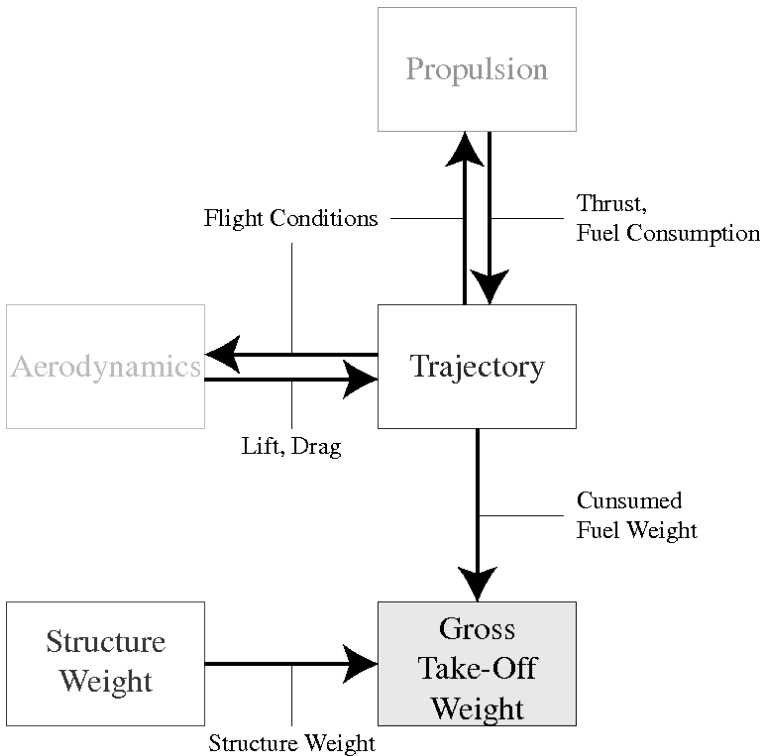 Propulsion
Flight Conditions
Thrust,
Fuel Consumption
Aerodynamics
Trajectory
Lift, Drag
Cunsumed
Fuel Weight
Structure
Weight
Gross
Take-Off
Weight
Structure Weight